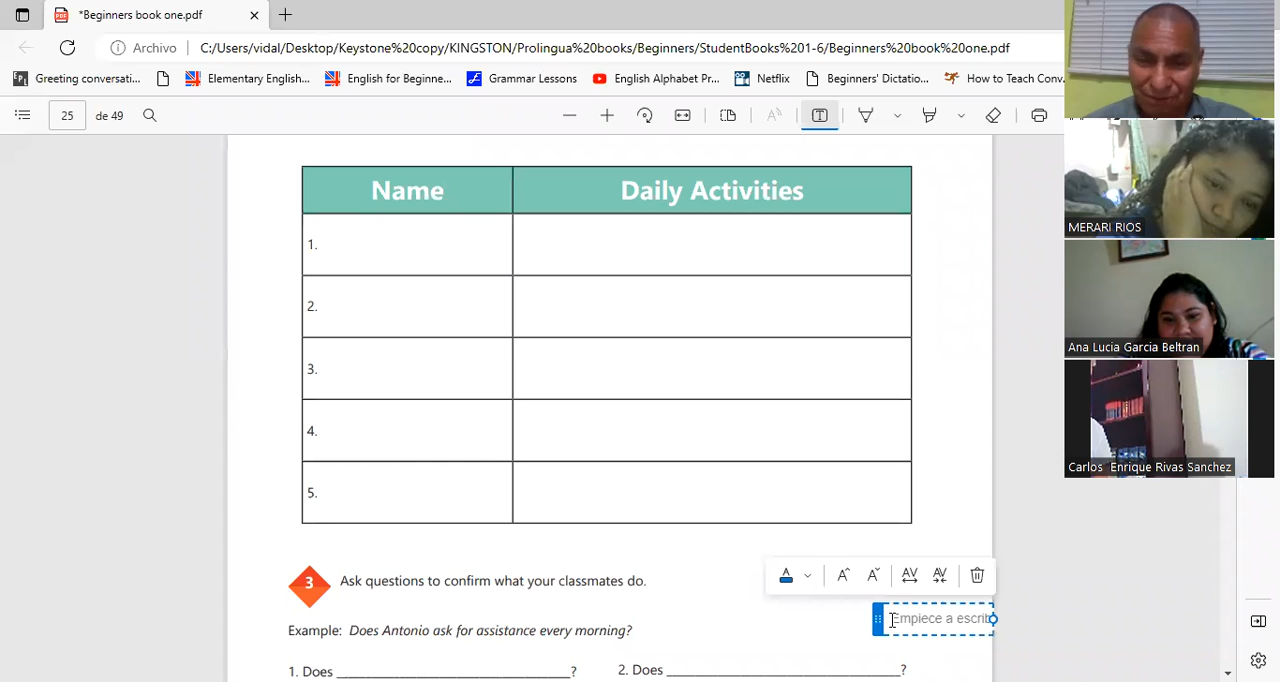 *Beginners book one.pdf
Archivo
C:/Users/vidal/Desktop/Keystone%20copy/KINGSTON/Prolingua%20books/Beginners/StudentBooks%201-6/Beginners%20book%20one.pdf
Greeting conversati...
Elementary English...
English for Beginne...
Grammar Lessons
English Alphabet Pr...
Netflix
Beginners' Dictatio...
How to Teach Conv
25 de 49
Name Daily Activities
1.
2.
3.
4.
5.
3 Ask questions to confirm what your classmates do.
Empiece a escrib
Example: Does Antonio ask for assistance every morning?
1. Does ______________________________?
2. Does ______________________________?
MERARI RIOS
Ana Lucia Garcia Beltran
Carlos Enrique Rivas Sanchez